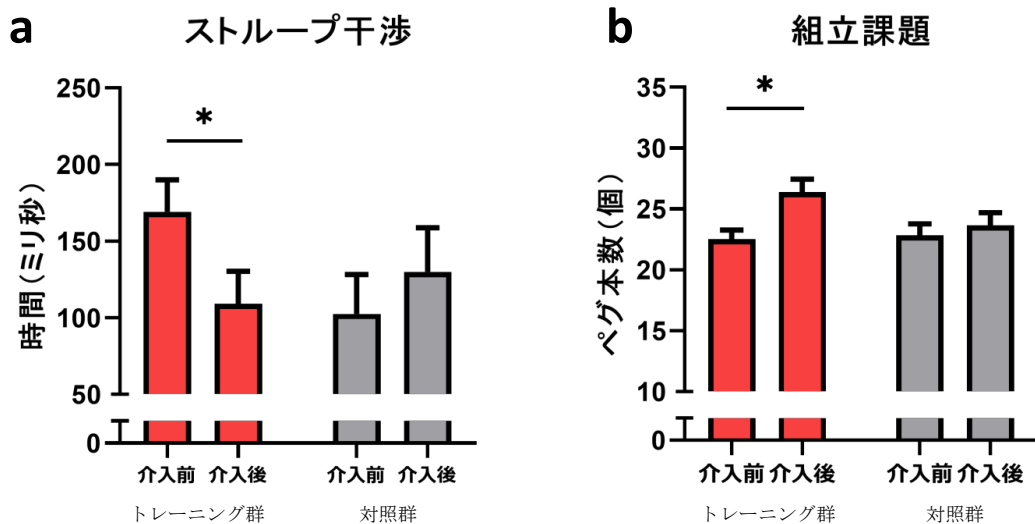 a
ストループ干渉
時間(ミリ秒)
250
200
150
100
50
0
*
介入前
介入後
介入前
介入後
トレーニング群
対照群
b
組立課題
ペグ本数(個)
35
30
25
20
15
10
0
*
介入前
介入後
介入前
介入後
トレーニング群
対照群